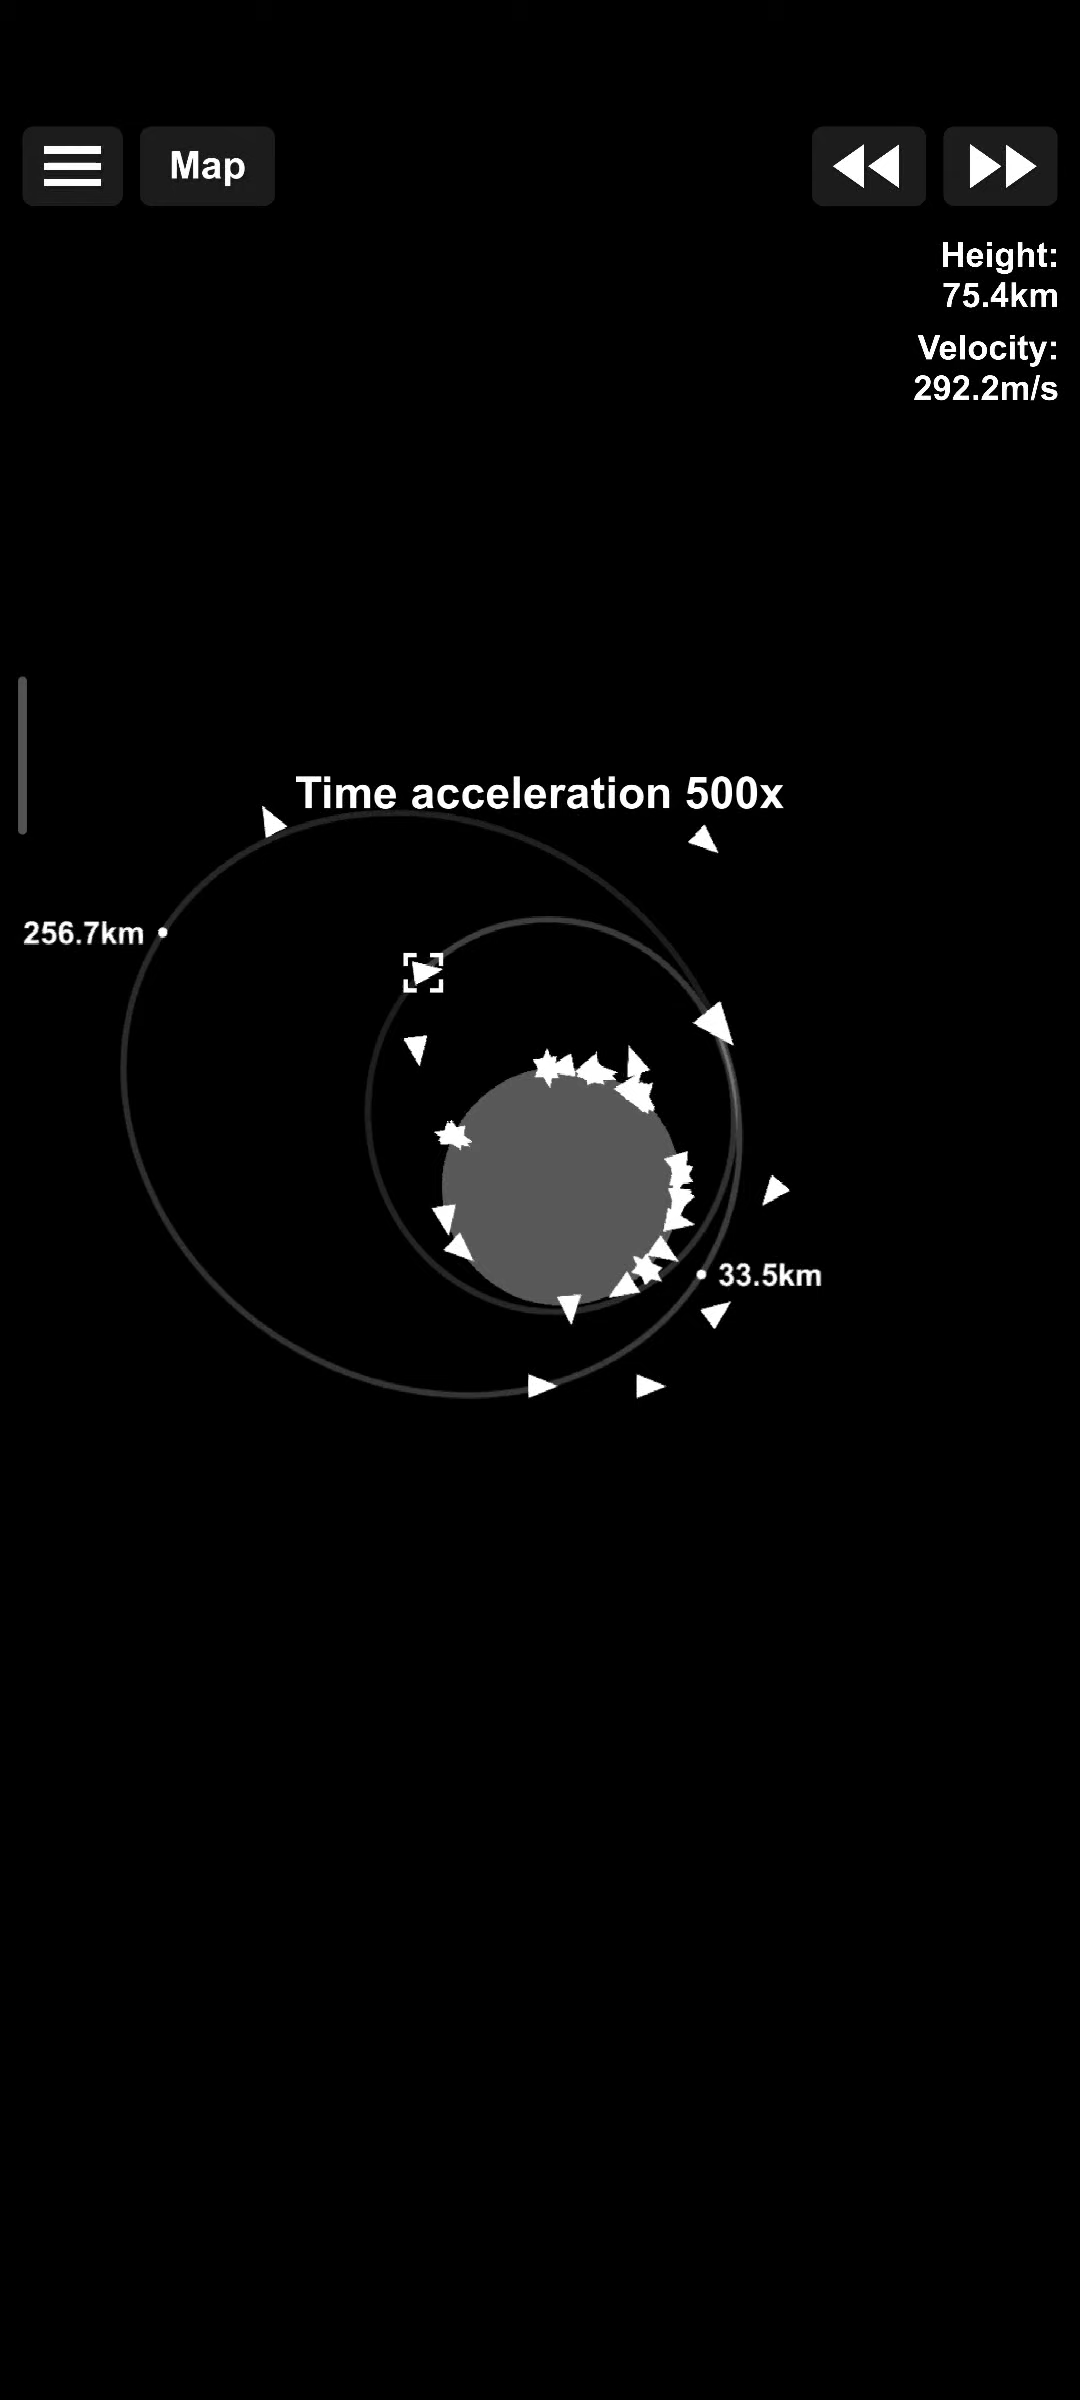 Map
Height:
75.4km
Velocity:
292.2m/s
Time acceleration 500x
256.7km
33.5km